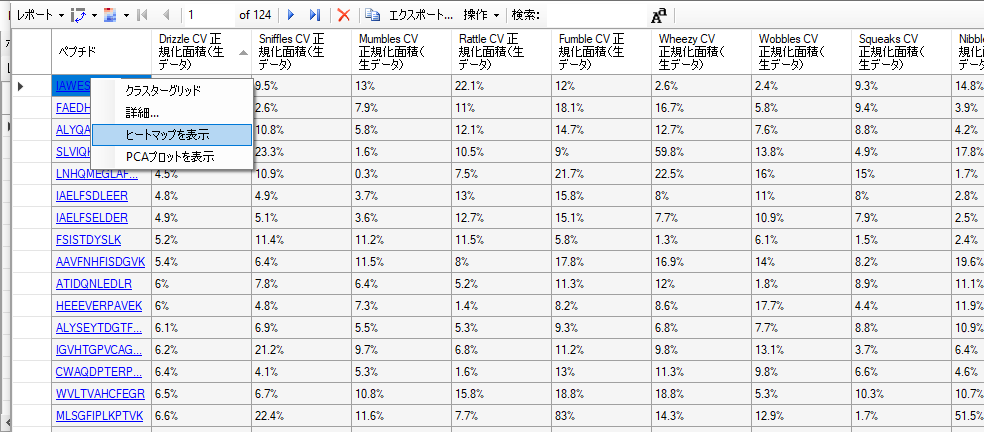 レポート 1 of 124 エクスポート... 操作 検索:
ペプチド Drizzle CV 正規化面積(生データ) Sniffles CV 正規化面積(生データ) Mumbles CV 正規化面積(生データ) Rattle CV 正規化面積(生データ) Fumble CV 正規化面積(生データ) Wheezy CV 正規化面積(生データ) Wobbles CV 正規化面積(生データ) Squeaks CV 正規化面積(生データ)
IAWES 9.5% 13% 22.1% 12% 2.6% 2.4% 9.3% 14.8%
クラスターグリッド
FAEDH 2.6% 7.9% 11% 18.1% 16.7% 5.8% 9.4% 3.9%
詳細...
ALYQA 10.8% 5.8% 12.1% 14.7% 12.7% 7.6% 8.8% 4.2%
ヒートマップを表示
SLVIQK 23.3% 1.6% 10.5% 9% 59.8% 13.8% 4.9% 17.8%
PCAプロットを表示
LNHQMEGLAF... 4.5% 10.9% 0.3% 7.5% 21.7% 22.5% 16% 15% 1.7%
IAELFSDLEER 4.8% 4.9% 3.7% 13% 15.8% 8% 11% 8% 2.8%
IAELFSELDER 4.9% 5.1% 3.6% 12.7% 15.1% 7.7% 10.9% 7.9% 2.5%
FSISTDYSLK 5.2% 11.4% 11.2% 11.5% 5.8% 1.3% 6.1% 1.5% 2.4%
AAVFNHFISDGVK 5.4% 6.4% 11.5% 8% 17.8% 16.9% 14% 8.2% 19.6%
ATIDQNLEDLR 6% 7.8% 6.4% 5.2% 11.3% 12% 1.8% 8.9% 11.1%
HEEEVERPAVEK 6% 4.8% 7.3% 1.4% 8.2% 8.6% 17.7% 4.4% 11.9%
ALYSEYTDGTF... 6.1% 6.9% 5.5% 5.3% 9.3% 6.8% 7.7% 8.8% 10.9%
IGVHTGPVCAG... 6.2% 21.2% 9.7% 6.8% 11.2% 9.8% 13.1% 3.7% 6.4%
CWAQDPTERP... 6.4% 4.1% 5.3% 1.6% 13% 11.3% 9.8% 6.6% 4.6%
WVLTVAHCFEGR 6.5% 6.7% 10.8% 15.8% 18.8% 18.8% 5.3% 10.3% 10.7%
MLSGFIPLKPTVK 6.6% 22.4% 11.6% 7.7% 83% 14.3% 12.9% 1.7% 51.5%